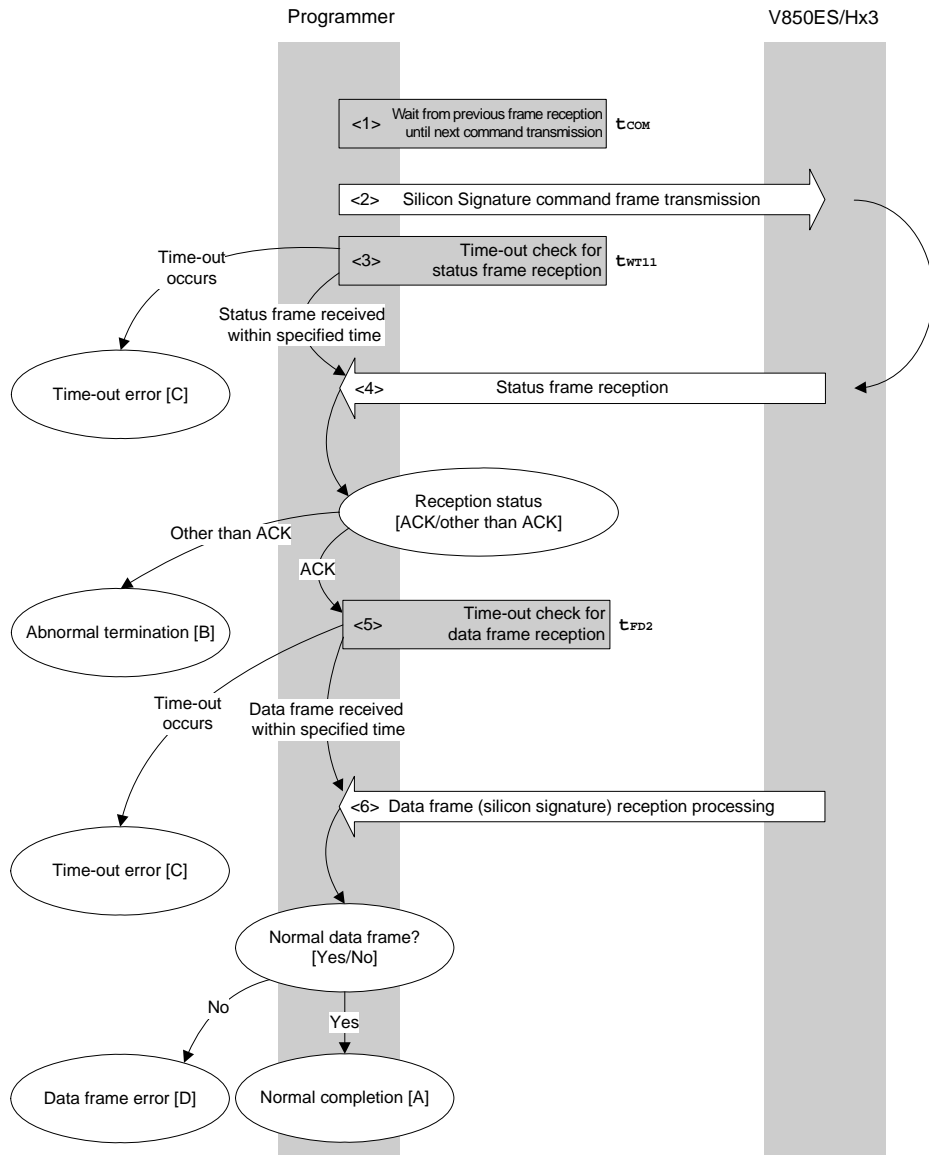 Programmer
V850ES/Hx3
<1> Wait from previous frame reception
until next command transmission
tCOM
<2> Silicon Signature command frame transmission
Time-out
occurs
<3> Time-out check for
status frame reception
tWT11
Status frame received
within specified time
Time-out error [C]
<4> Status frame reception
Reception status
[ACK/other than ACK]
Other than ACK
ACK
Abnormal termination [B]
<5> Time-out check for
data frame reception
tFD2
Time-out
occurs
Data frame received
within specified time
<6> Data frame (silicon signature) reception processing
Time-out error [C]
Normal data frame?
[Yes/No]
No
Yes
Data frame error [D]
Normal completion [A]